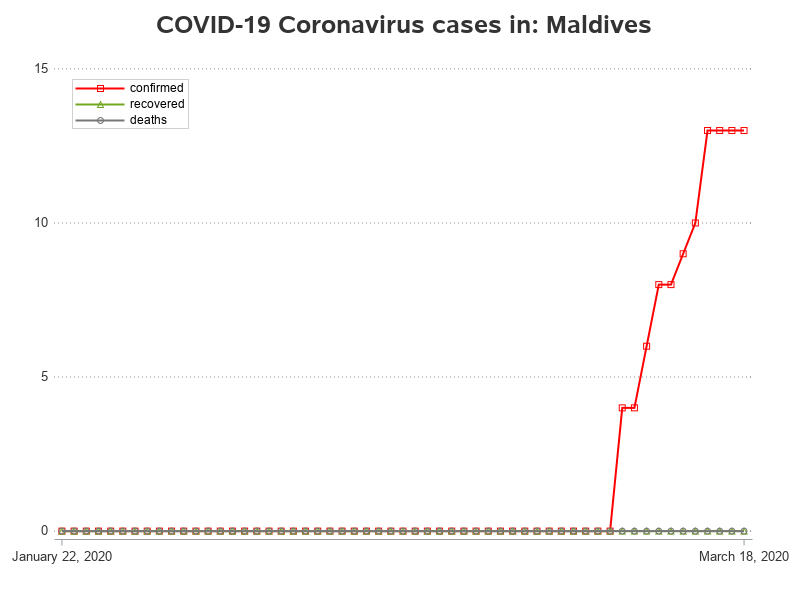 COVID-19 Coronavirus cases in: Maldives
15
confirmed
recovered
deaths
10
5
0
January 22, 2020
March 18, 2020